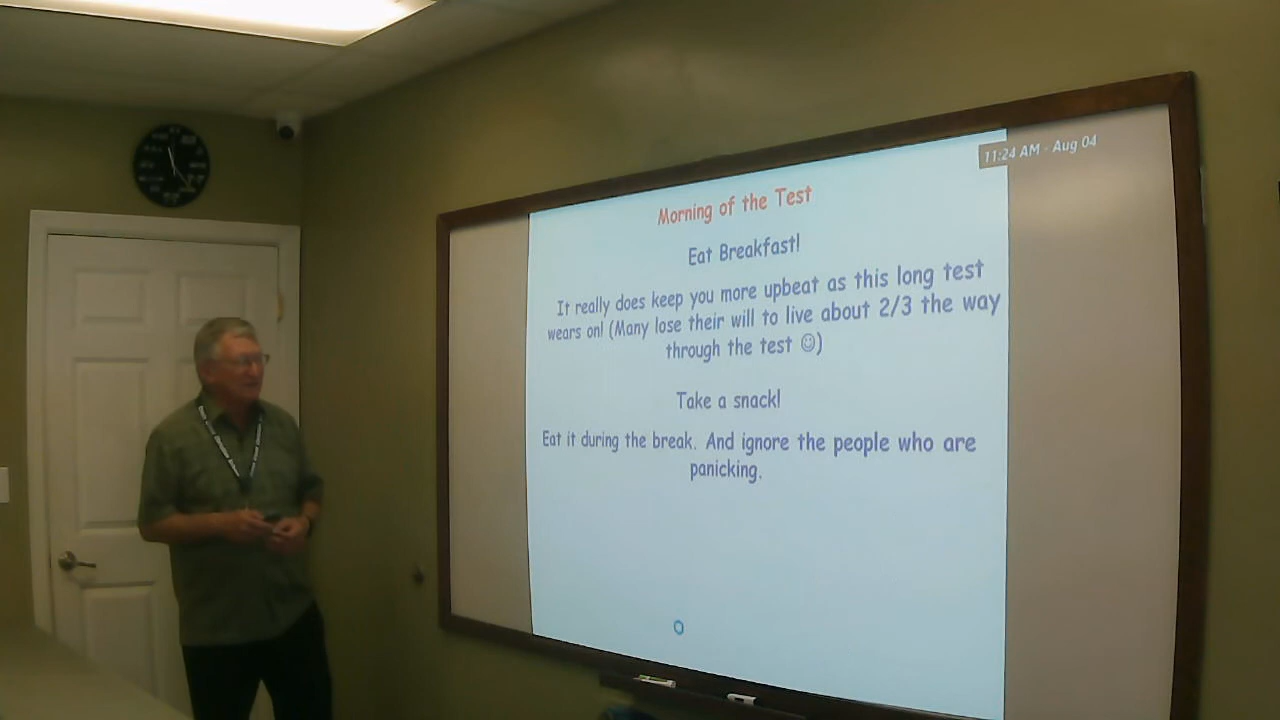 11:24 AM - Aug 04
Morning of the Test
Eat Breakfast!
It really does keep you more upbeat as this long test
wears on! (Many lose their will to live about 2/3 the way
through the test ☺)
Take a snack!
Eat it during the break. And ignore the people who are
panicking.